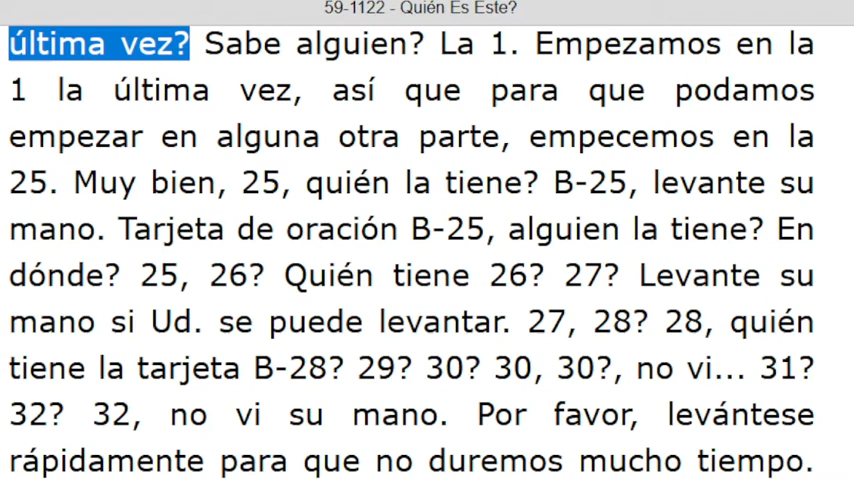 59-1122 - Quién Es Este?
última vez? Sabe alguien? La 1. Empezamos en la
1 la última vez, así que para que podamos
empezar en alguna otra parte, empecemos en la
25. Muy bien, 25, quién la tiene? B-25, levante su
mano. Tarjeta de oración B-25, alguien la tiene? En
dónde? 25, 26? Quién tiene 26? 27? Levante su
mano si Ud. se puede levantar. 27, 28? 28, quién
tiene la tarjeta B-28? 29? 30? 30, 30?, no vi... 31?
32? 32, no vi su mano. Por favor, levántese
rápidamente para que no duremos mucho tiempo.